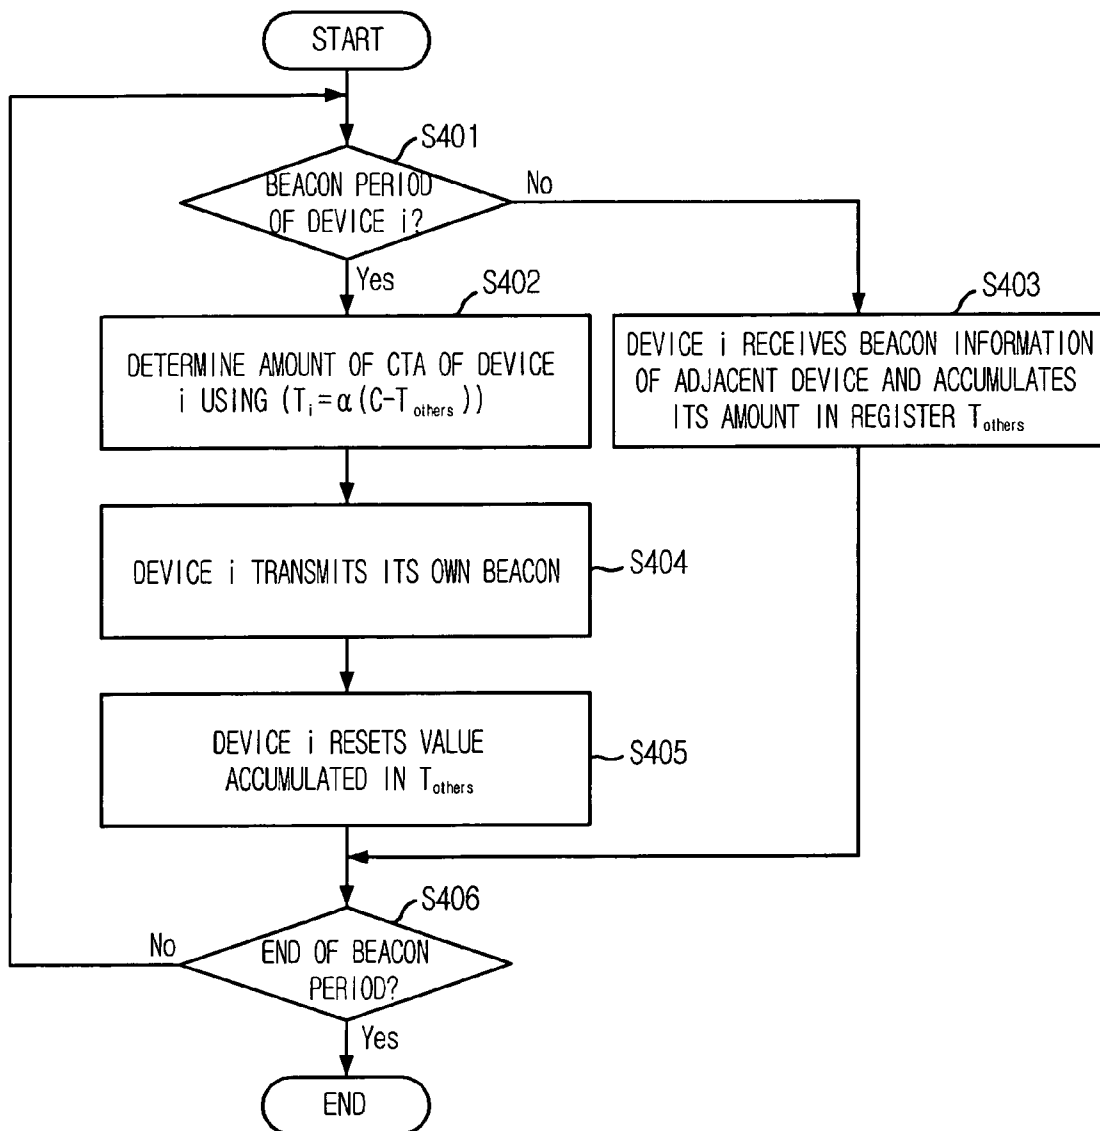 START
S401
BEACON PERIOD
OF DEVICE i?
No
Yes
S402
S403
DETERMINE AMOUNT OF CTA OF DEVICE
i USING (Ti=α(C-Tothers))
DEVICE i RECEIVES BEACON INFORMATION
OF ADJACENT DEVICE AND ACCUMULATES
ITS AMOUNT IN REGISTER Tothers
DEVICE i TRANSMITS ITS OWN BEACON
S404
DEVICE i RESETS VALUE
ACCUMULATED IN Tothers
S405
S406
No
END OF BEACON
PERIOD?
Yes
END